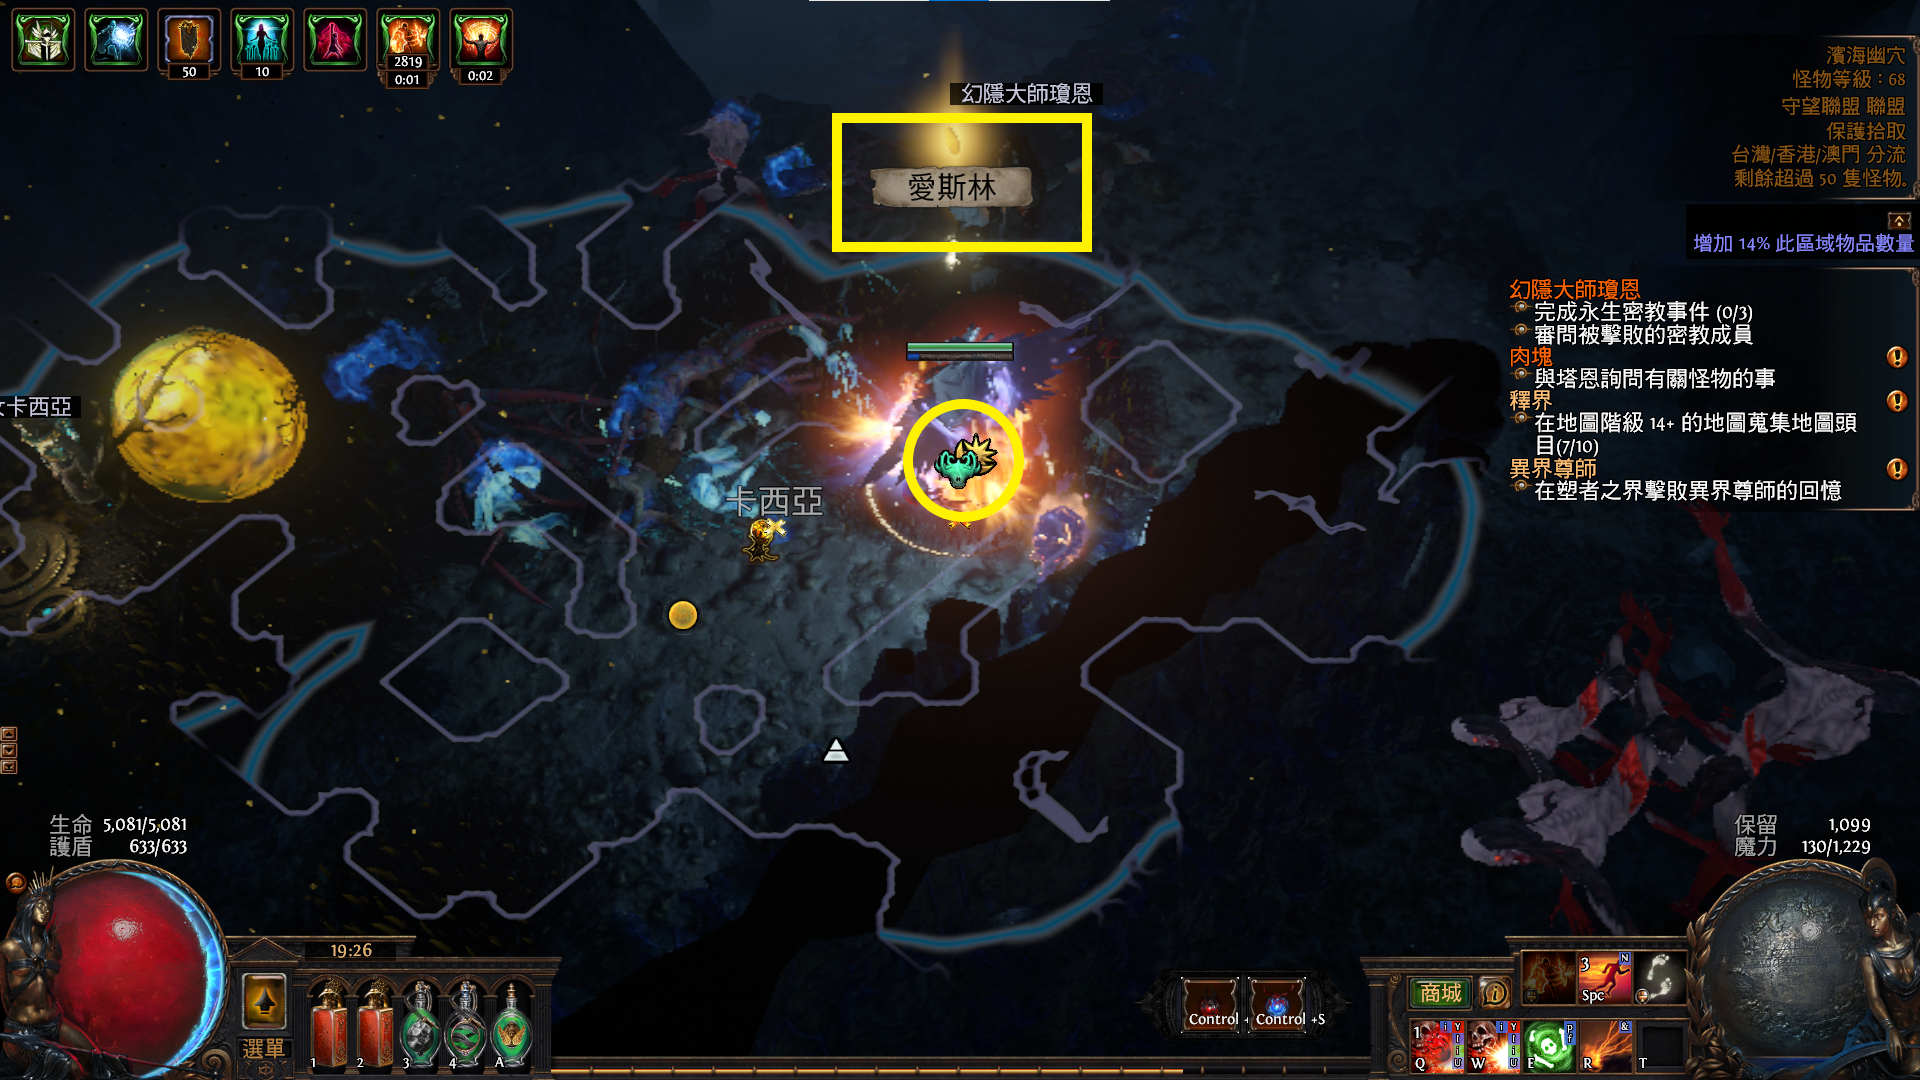 50
10
2819
0:01
0:02
幻隱大師瓊恩
愛斯林
濱海幽穴
怪物等級：68
守望聯盟 聯盟
保護拾取
台灣/香港/澳門 分流
剩餘超過 50 隻怪物。
增加 14% 此區域物品數量
幻隱大師瓊恩
完成永生密教事件 (0/3)
審問被擊敗的密教成員
肉塊
與塔恩詢問有關怪物的事
釋界
在地圖階級 14+ 的地圖蒐集地圖頭
目(7/10)
異界尊師
在塑者之界擊敗異界尊師的回憶
卡西亞
卡西亞
生命 5,081/5,081
護盾 633/633
保留 1,099
魔力 130/1,229
19:26
選單
1 2 3 4 A
Control +
Control +S
商城
3
N
Spc
1
Q W E R T